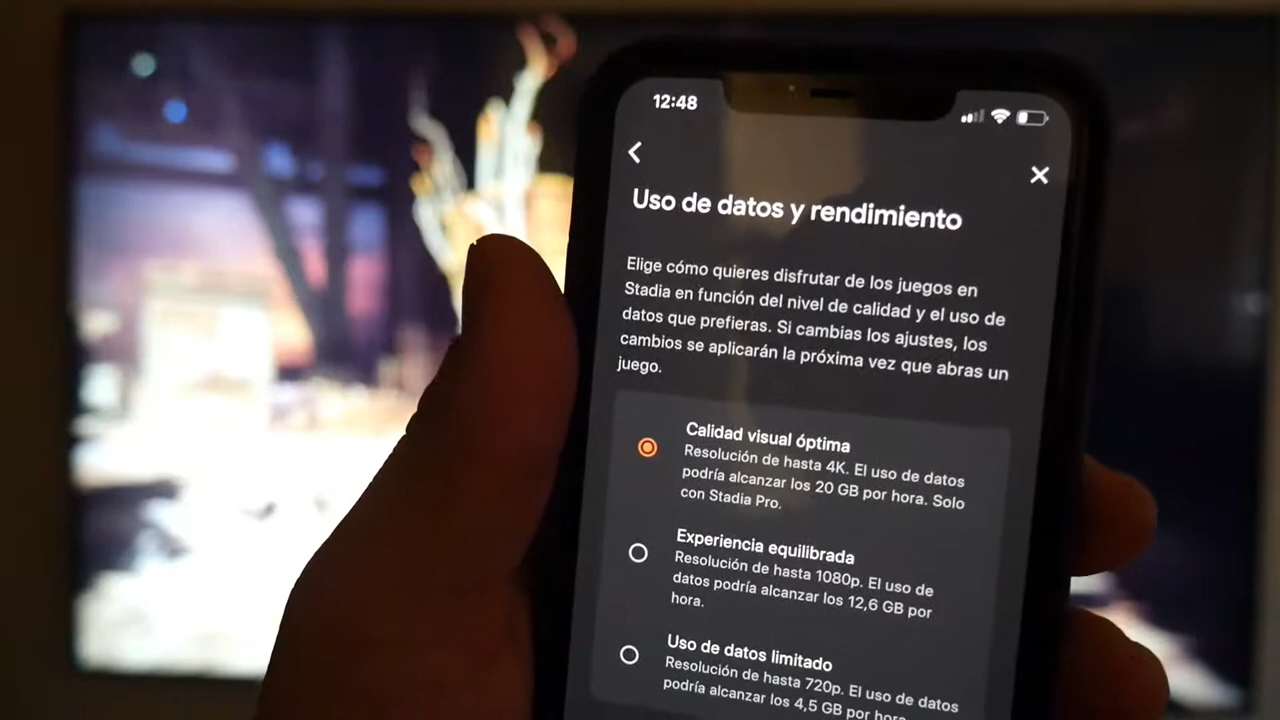 12:48
Uso de datos y rendimiento
Elige cómo quieres disfrutar de los juegos en
Stadia en función del nivel de calidad y el uso de
datos que prefieras. Si cambias los ajustes, los
cambios se aplicarán la próxima vez que abras un
juego.
Calidad visual óptima
Resolución de hasta 4K. El uso de datos
podría alcanzar los 20 GB por hora. Solo
con Stadia Pro.
Experiencia equilibrada
Resolución de hasta 1080p. El uso de
datos podría alcanzar los 12,6 GB por
hora.
Uso de datos limitado
Resolución de hasta 720p. El uso de datos
podría alcanzar los 4,5 GB por hora